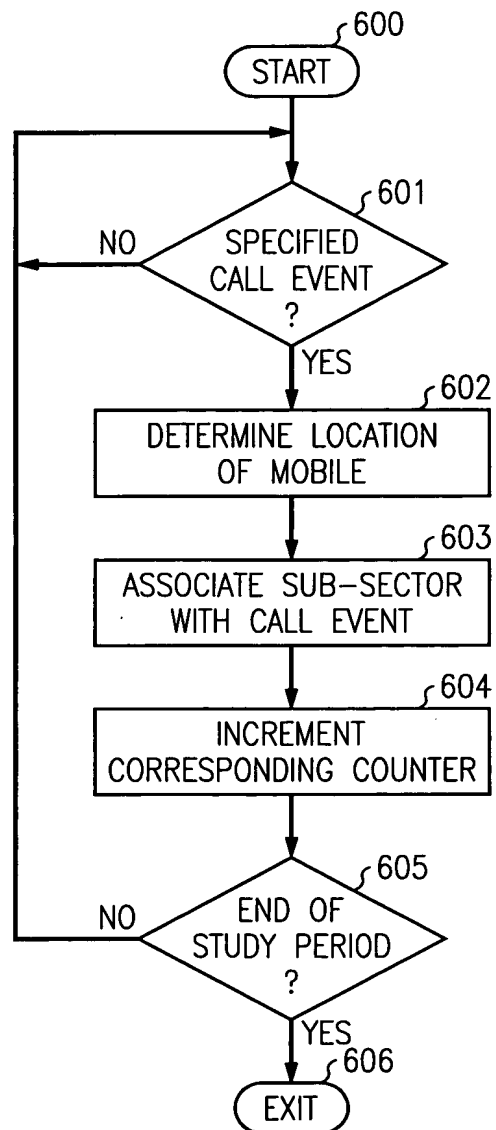 600
START
601
NO
SPECIFIED
CALL EVENT
?
YES
602
DETERMINE LOCATION
OF MOBILE
603
ASSOCIATE SUB-SECTOR
WITH CALL EVENT
604
INCREMENT
CORRESPONDING COUNTER
605
NO
END OF
STUDY PERIOD
?
YES
606
EXIT